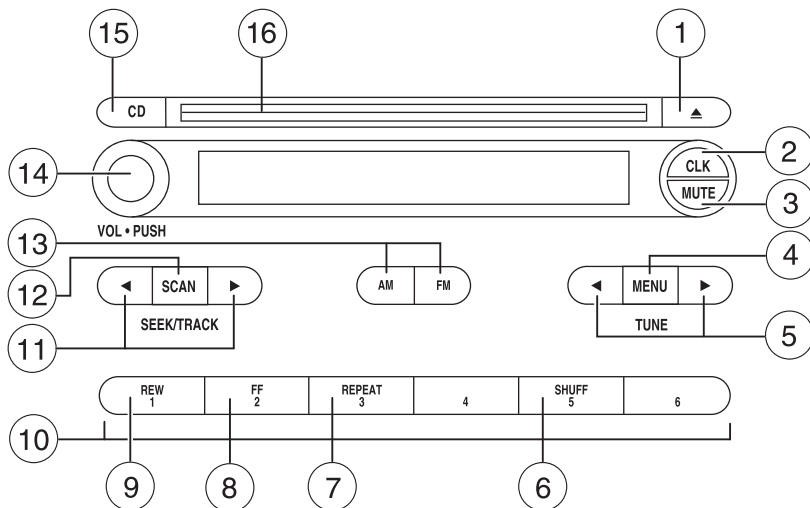 15
16
1
CD
2
CLK
14
MUTE
3
VOL • PUSH
13
4
12
SCAN
AM
FM
MENU
SEEK/TRACK
TUNE
11
5
REW
1
FF
2
REPEAT
3
4
SHUFF
5
6
10
9
8
7
6